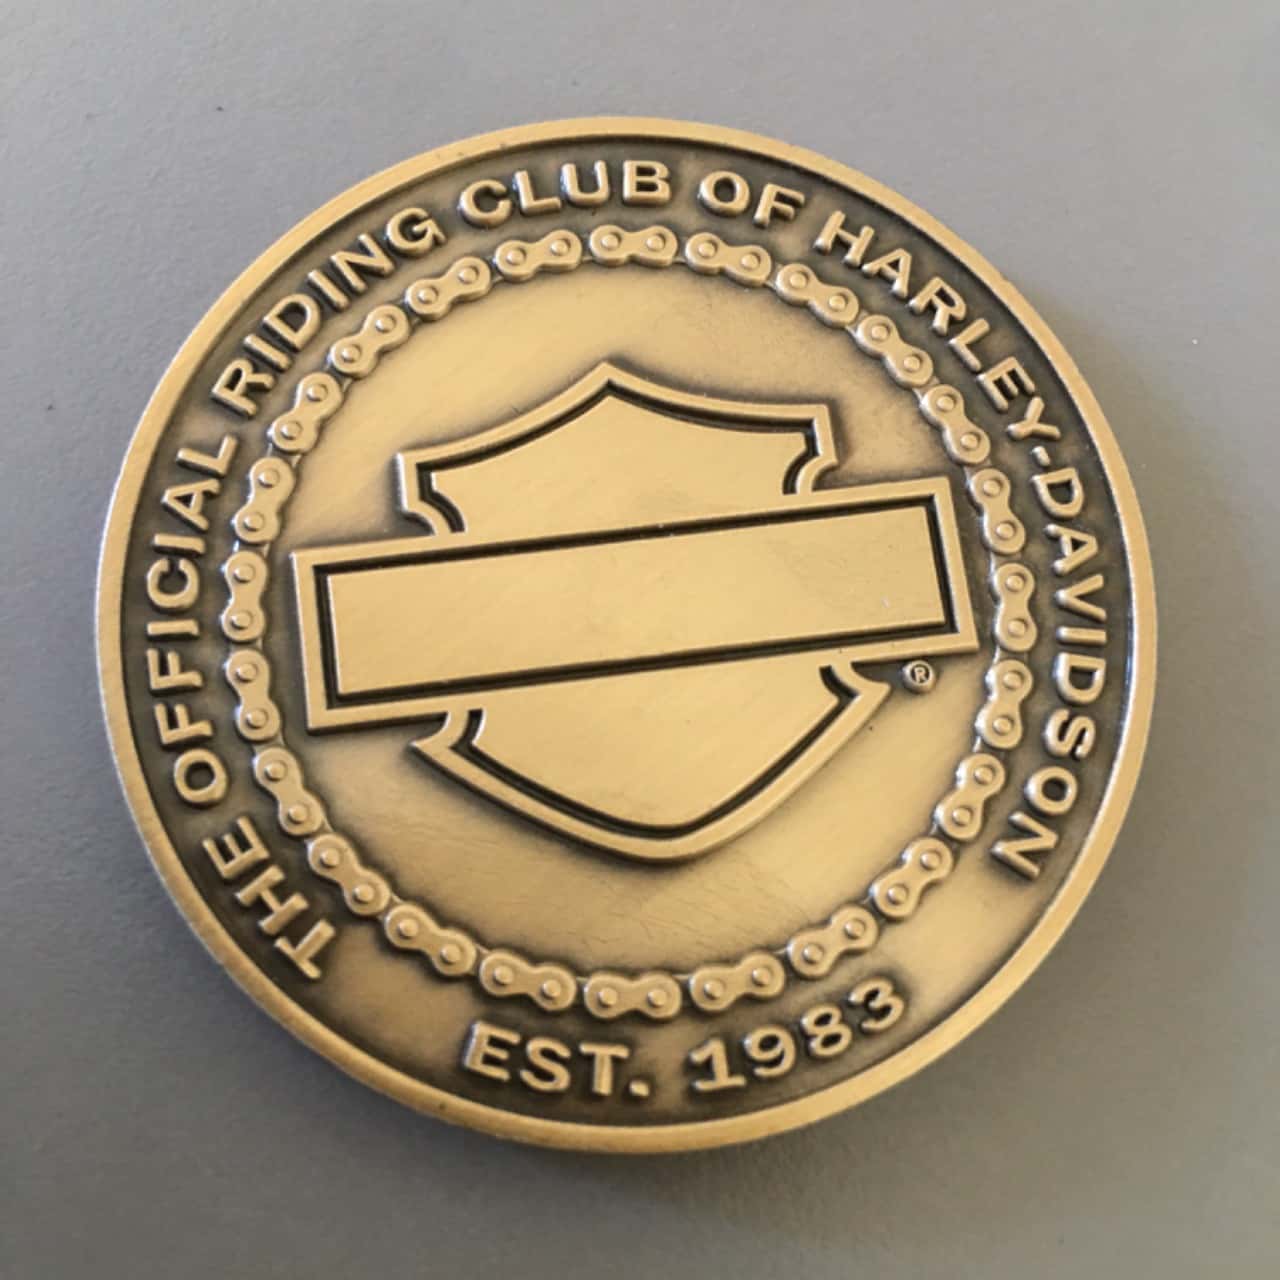 THE OFFICIAL RIDING CLUB OF HARLEY-DAVIDSON
®
EST. 1983